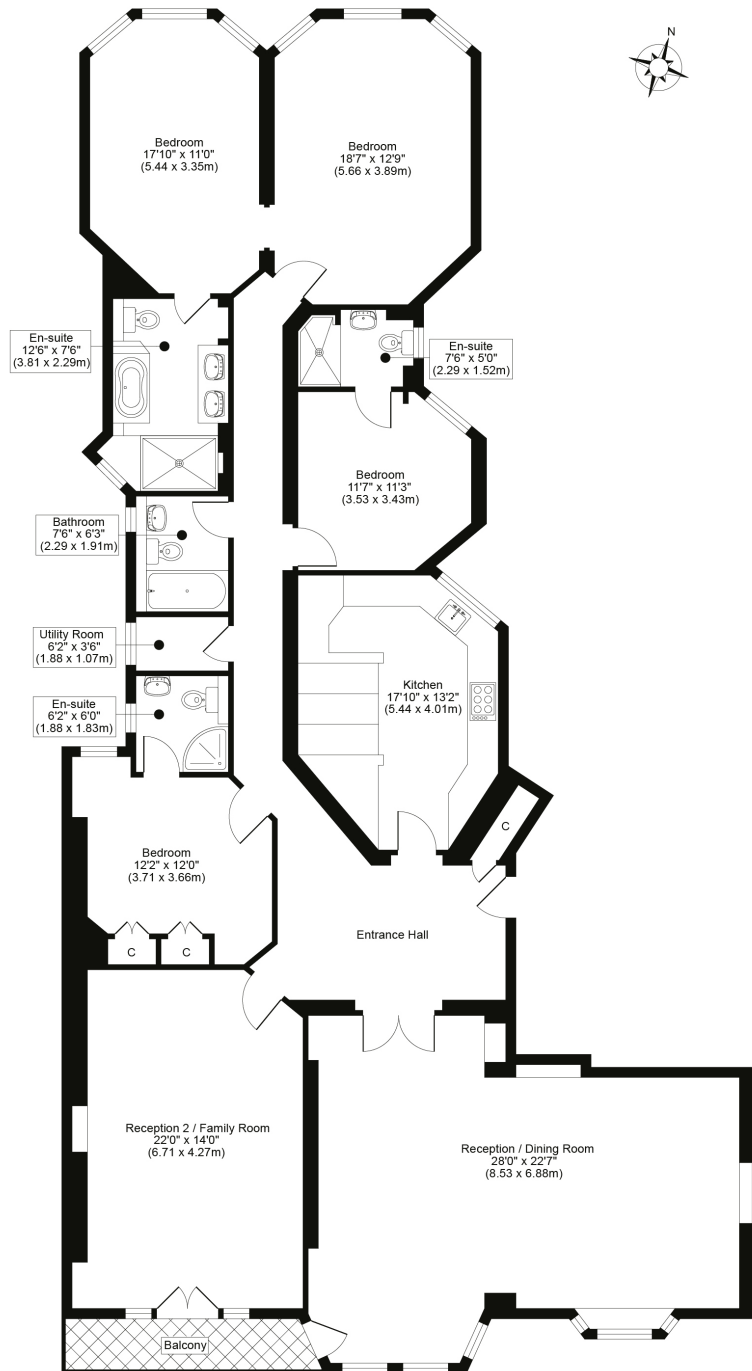 N
Bedroom
17'10" x 11'0"
(5.44 x 3.35m)
Bedroom
18'7" x 12'9"
(5.66 x 3.89m)
En-suite
12'6" x 7'6"
(3.81 x 2.29m)
En-suite
7'6" x 5'0"
(2.29 x 1.52m)
Bedroom
11'7" x 11'3"
(3.53 x 3.43m)
Bathroom
7'6" x 6'3"
(2.29 x 1.91m)
Utility Room
6'2" x 3'6"
(1.88 x 1.07m)
En-suite
6'2" x 6'0"
(1.88 x 1.83m)
Kitchen
17'10" x 13'2"
(5.44 x 4.01m)
C
Bedroom
12'2" x 12'0"
(3.71 x 3.66m)
C
C
Entrance Hall
Reception 2 / Family Room
22'0" x 14'0"
(6.71 x 4.27m)
Reception / Dining Room
28'0" x 22'7"
(8.53 x 6.88m)
Balcony